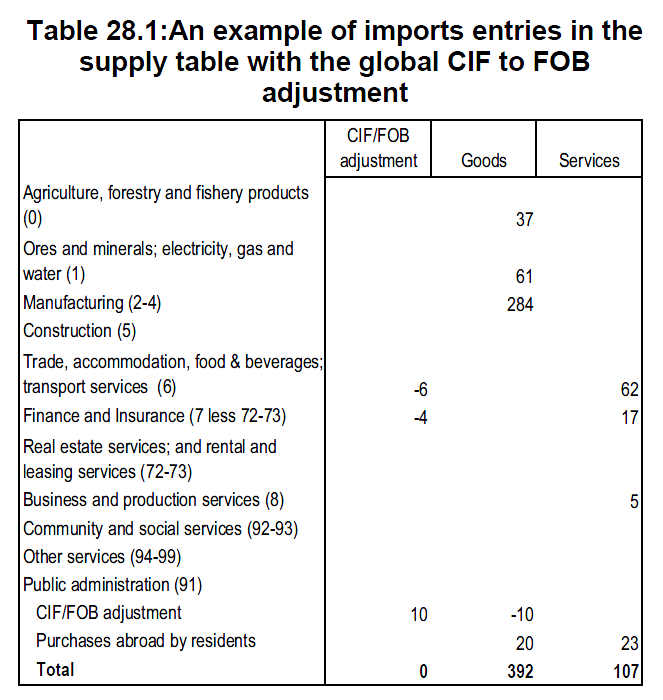 Table 28.1:An example of imports entries in the
supply table with the global CIF to FOB
adjustment
CIF/FOB
adjustment Goods Services
Agriculture, forestry and fishery products
(0) 37
Ores and minerals; electricity, gas and
water (1) 61
Manufacturing (2-4) 284
Construction (5)
Trade, accommodation, food & beverages;
transport services (6) -6 62
Finance and Insurance (7 less 72-73) -4 17
Real estate services; and rental and
leasing services (72-73)
Business and production services (8) 5
Community and social services (92-93)
Other services (94-99)
Public administration (91)
CIF/FOB adjustment 10 -10
Purchases abroad by residents 20 23
Total 0 392 107